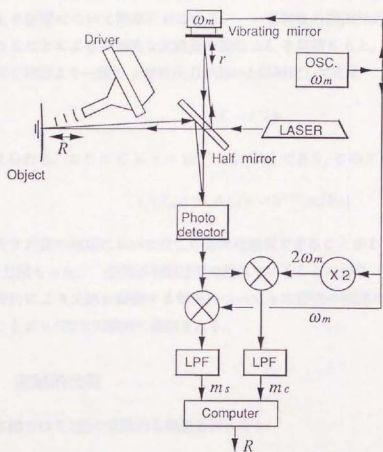 ωm
Vibrating mirror
Driver
r
OSC.
ωm
LASER
Half mirror
R
Object
Photo
detector
2ωm
X 2
ωm
LPF
LPF
ms
mc
Computer
R